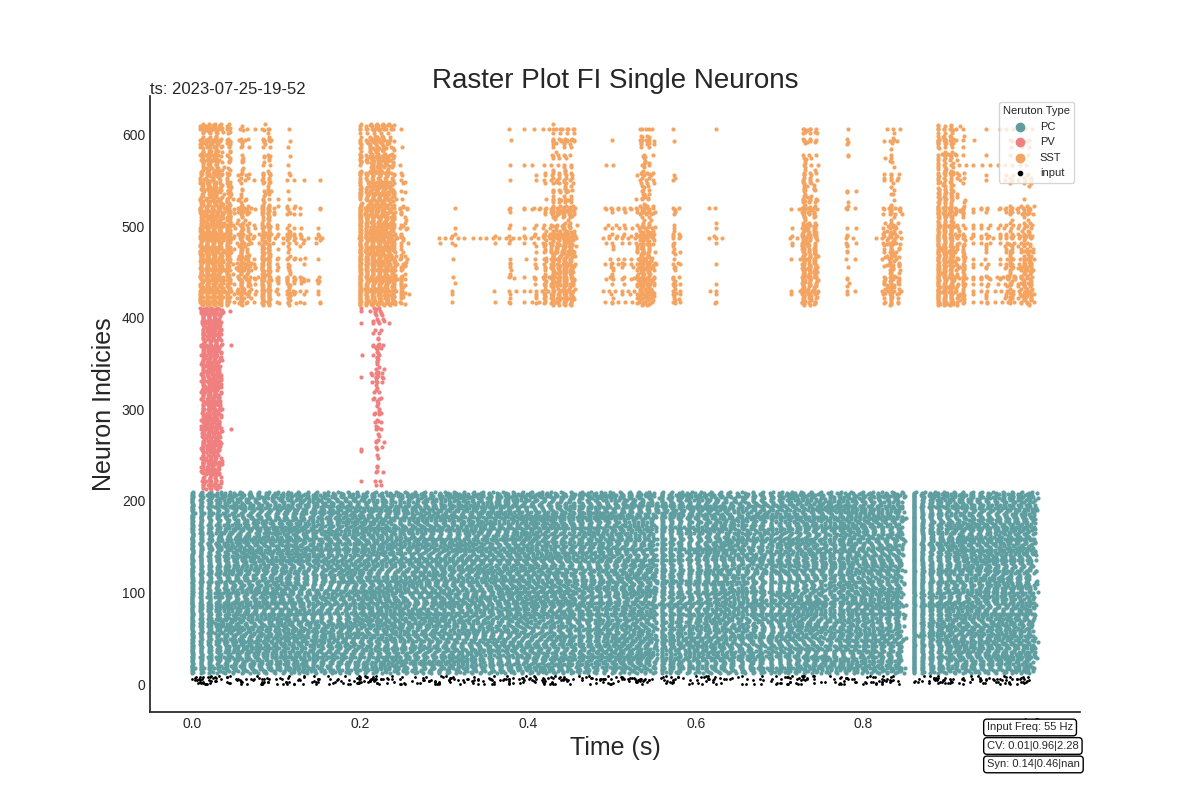 Raster Plot FI Single Neurons
ts: 2023-07-25-19-52
Neruton Type
PC
PV
SST
input
Neuron Indicies
600
500
400
300
200
100
0
0.0 0.2 0.4 0.6 0.8
Time (s)
Input Freq: 55 Hz
CV: 0.01|0.96|2.28
Syn: 0.14|0.46|nan